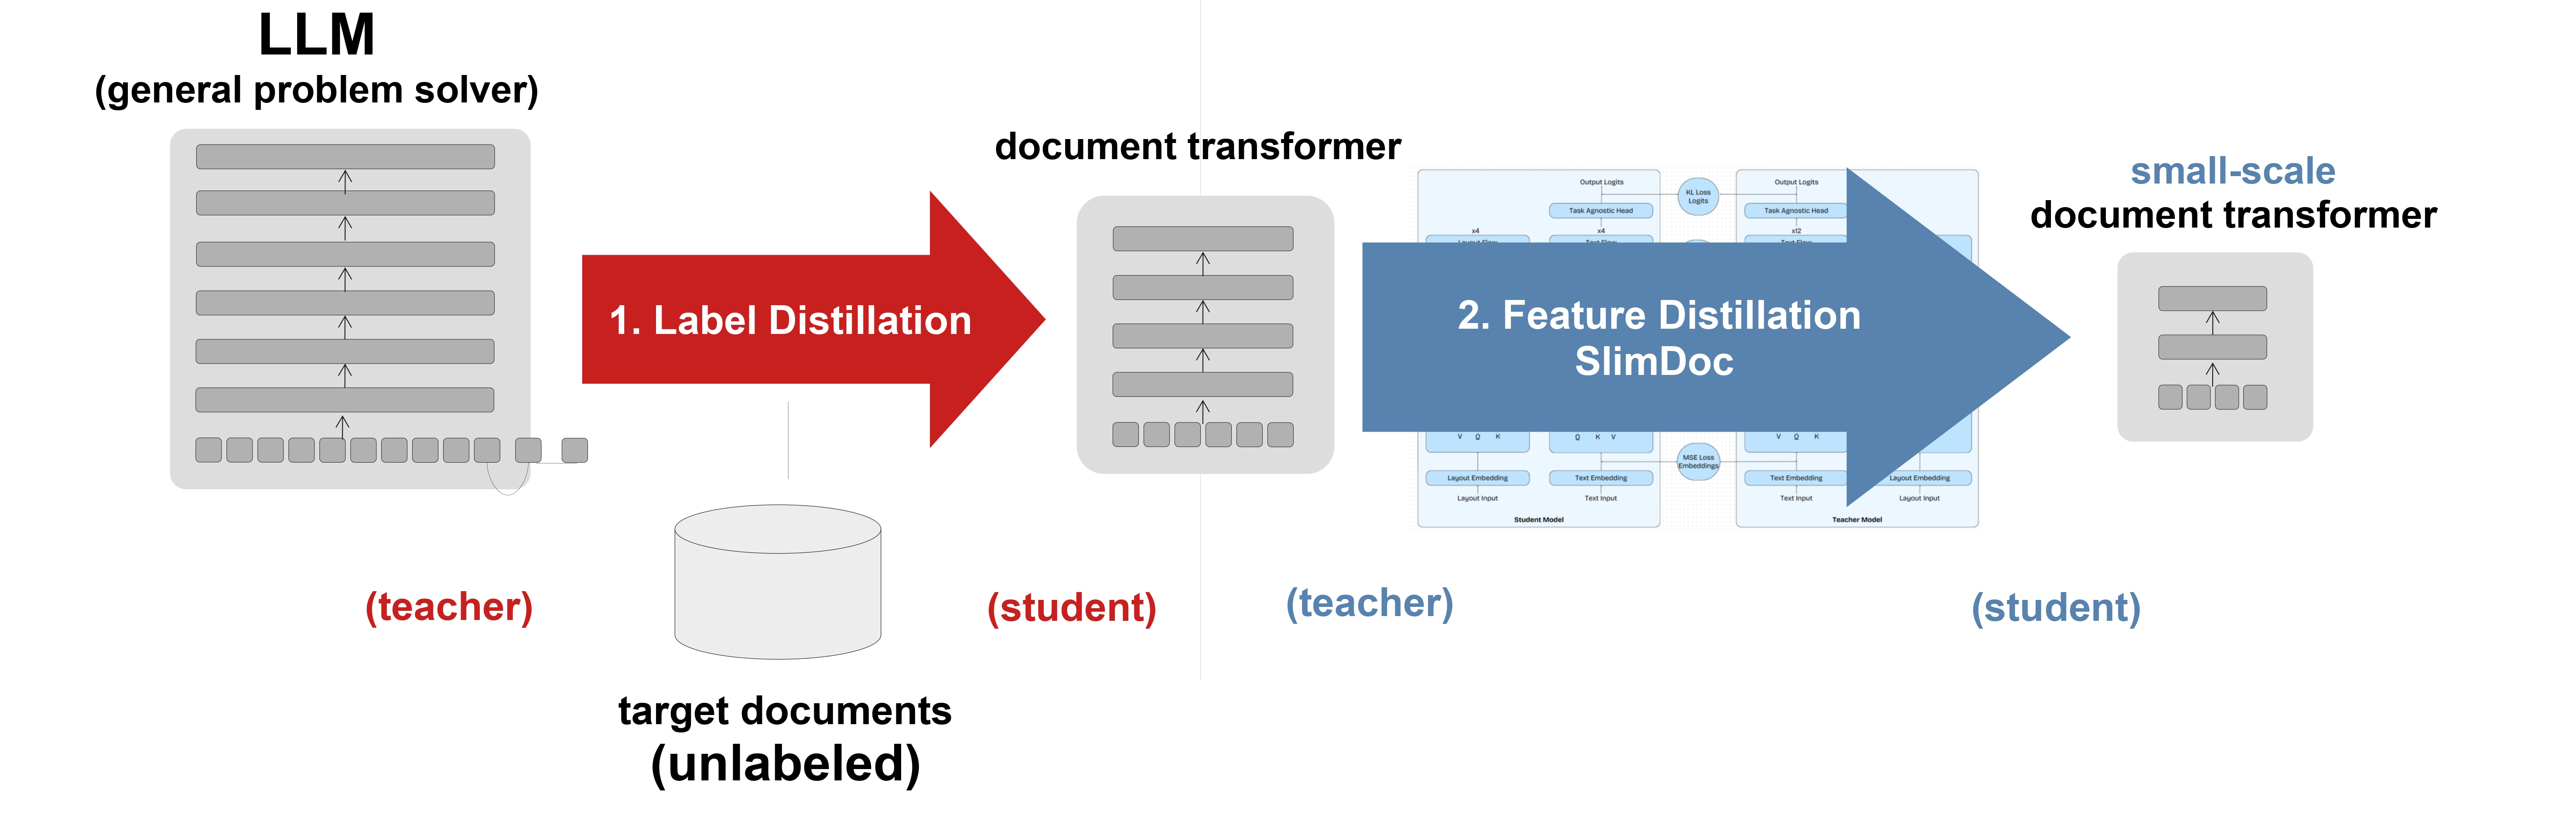 LLM
(general problem solver)
1. Label Distillation
document transformer
2. Feature Distillation
SlimDoc
small-scale
document transformer
Output Logits
KL Loss
Logits
Output Logits
Task Agnostic Head
Task Agnostic Head
x4
x4
x12
V Q K
Q K V
V Q K
MSE Loss
Embeddings
Layout Embedding
Text Embedding
Text Embedding
Layout Embedding
Layout Input
Text Input
Text Input
Layout Input
Student Model
Teacher Model
(teacher)
(student)
(teacher)
(student)
target documents
(unlabeled)